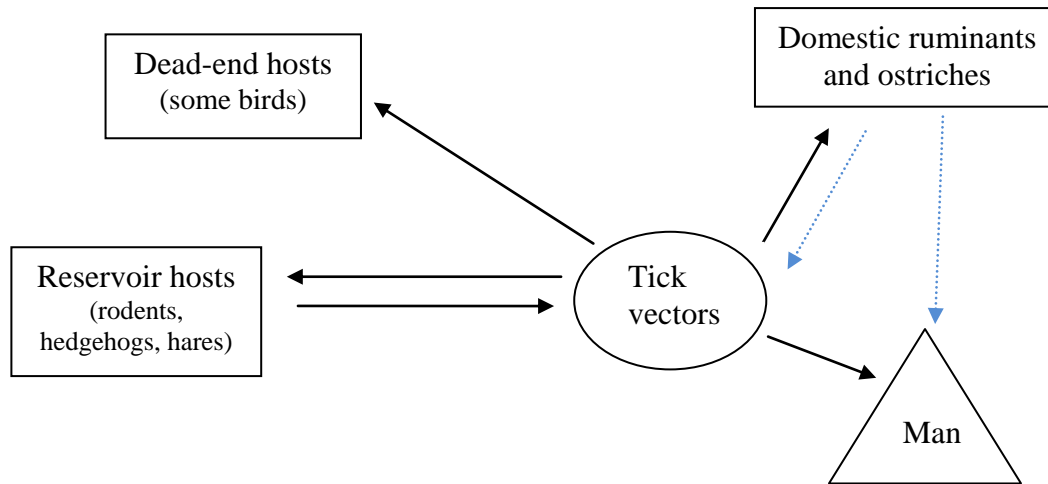 Domestic ruminants
and ostriches
Dead-end hosts
(some birds)
Reservoir hosts
(rodents,
hedgehogs, hares)
Tick
vectors
Man